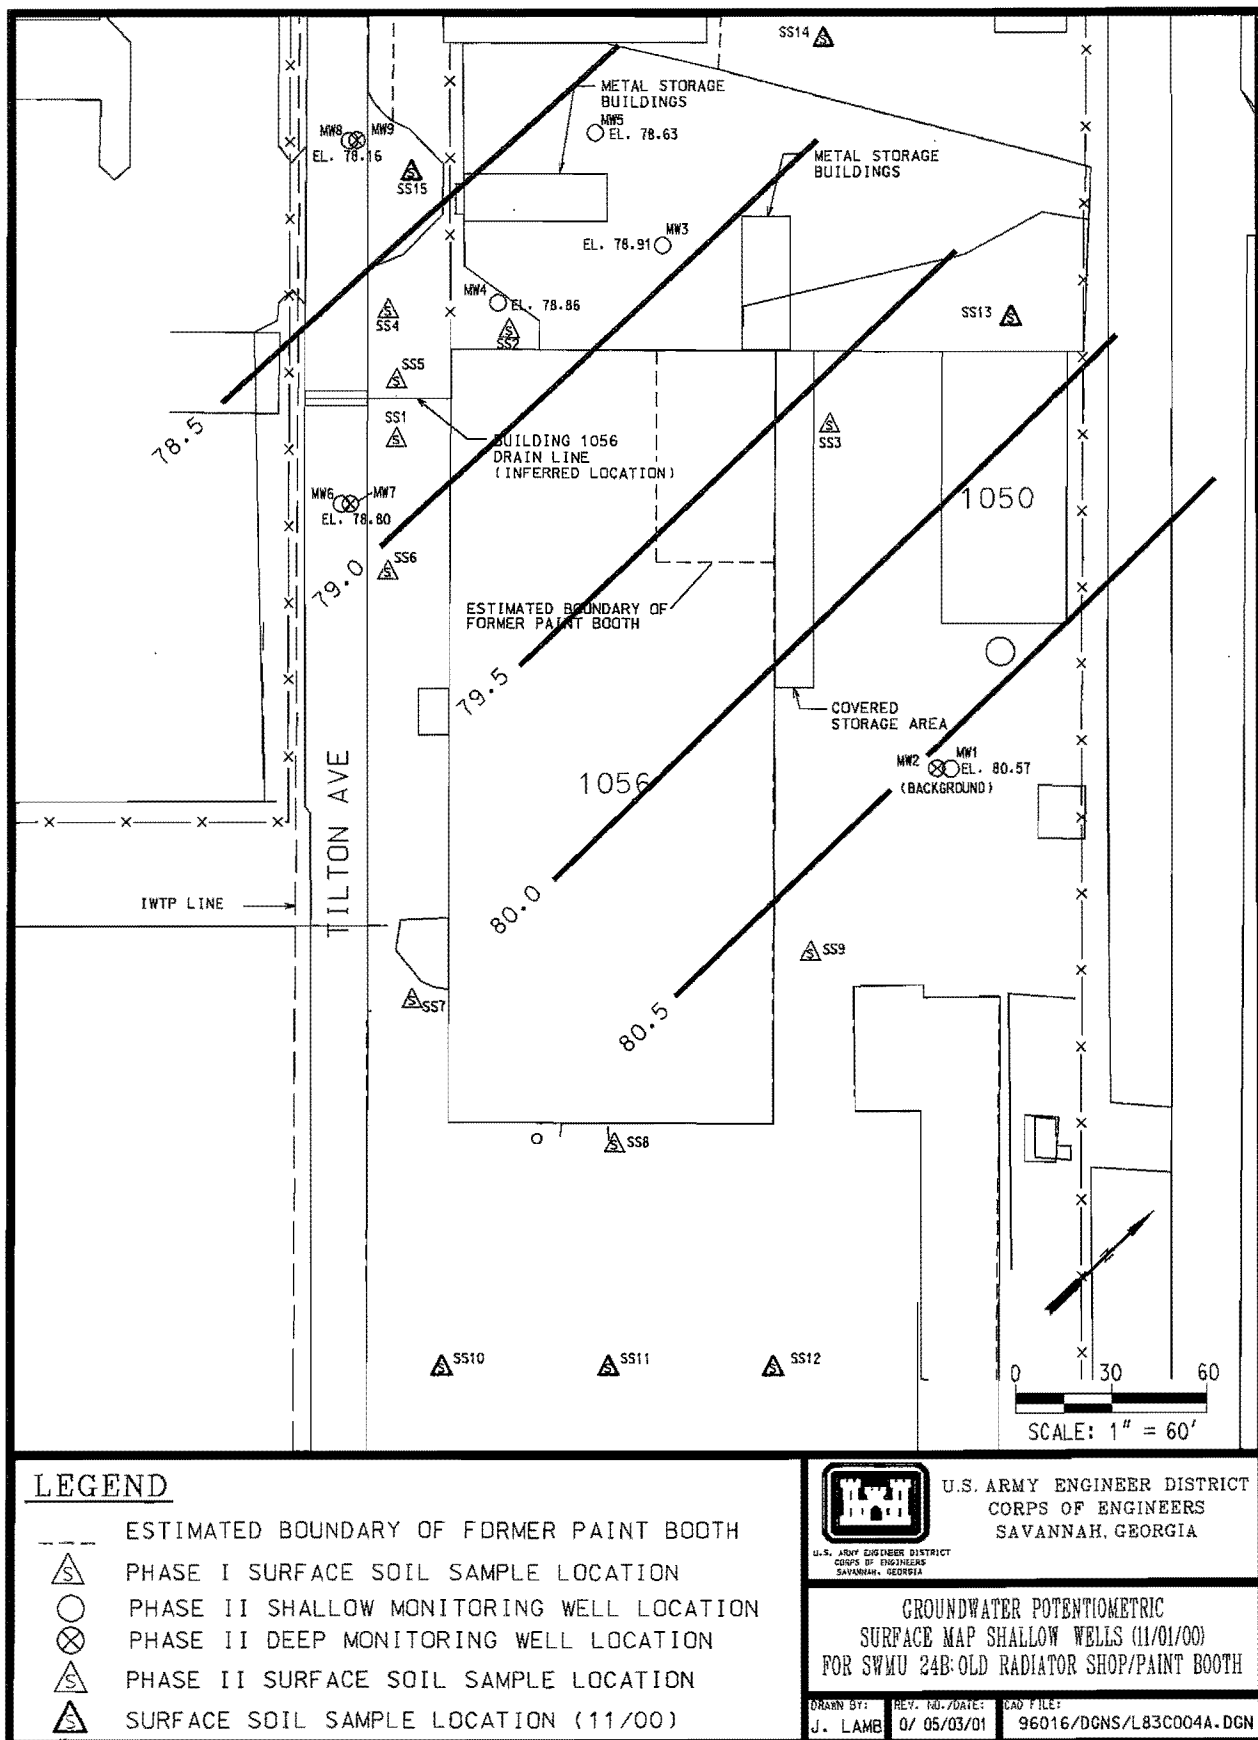 SS14
METAL STORAGE
BUILDINGS
MW5
EL. 78.63
MW8
MW9
EL. 78.16
SS15
METAL STORAGE
BUILDINGS
MW3
EL. 78.91
MW4
EL. 78.86
SS4
SS2
SS13
SS5
SS1
SS3
78.5
BUILDING 1056
DRAIN LINE
(INFERRED LOCATION)
MW6
MW7
EL. 78.80
1050
79.0
SS6
ESTIMATED BOUNDARY OF
FORMER PAINT BOOTH
79.5
COVERED
STORAGE AREA
MW2
MW1
EL. 80.57
(BACKGROUND)
1056
TILTON AVE
80.0
IWTP LINE
SS9
SS7
80.5
SS8
SS10
SS11
SS12
0 30 60
SCALE: 1" = 60'
LEGEND
ESTIMATED BOUNDARY OF FORMER PAINT BOOTH
S PHASE I SURFACE SOIL SAMPLE LOCATION
PHASE II SHALLOW MONITORING WELL LOCATION
PHASE II DEEP MONITORING WELL LOCATION
S PHASE II SURFACE SOIL SAMPLE LOCATION
S SURFACE SOIL SAMPLE LOCATION (11/00)
U.S. ARMY ENGINEER DISTRICT
CORPS OF ENGINEERS
SAVANNAH, GEORGIA
U.S. ARMY ENGINEER DISTRICT
CORPS OF ENGINEERS
SAVANNAH, GEORGIA
GROUNDWATER POTENTIOMETRIC
SURFACE MAP SHALLOW WELLS (11/01/00)
FOR SWMU 24B: OLD RADIATOR SHOP/PAINT BOOTH
DRAWN BY:
J. LAMB
REV. NO./DATE:
0/ 05/03/01
CAD FILE:
96016/DGNS/L83C004A.DGN